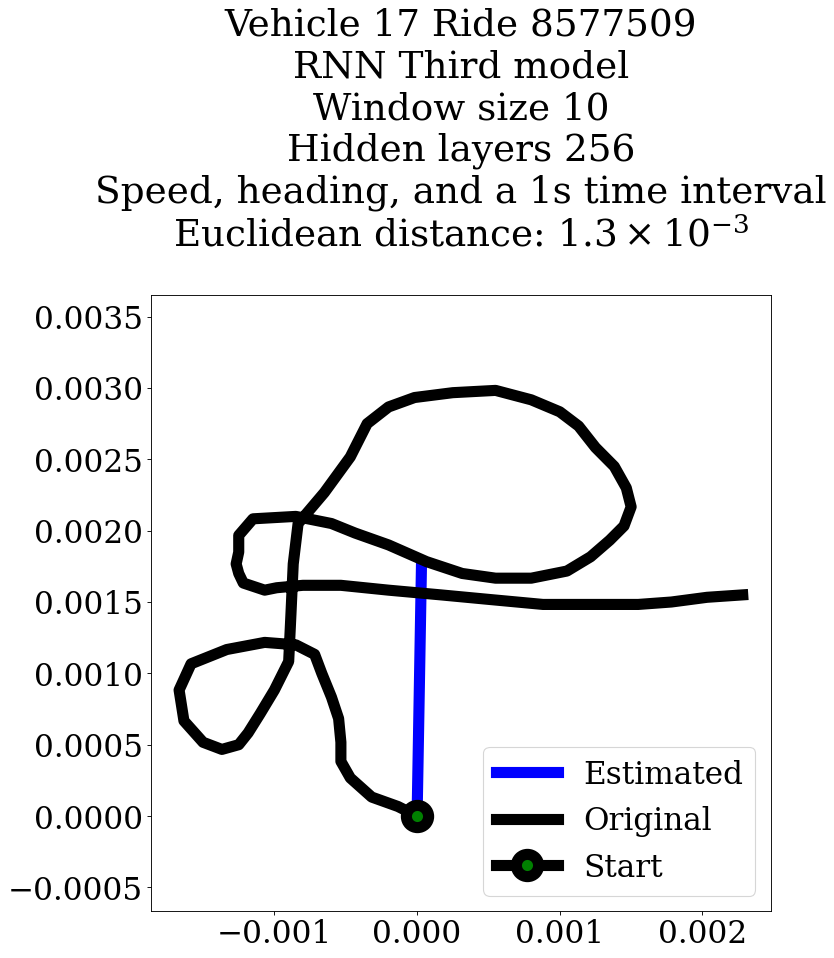 Vehicle 17 Ride 8577509
RNN Third model
Window size 10
Hidden layers 256
Speed, heading, and a 1s time interval
Euclidean distance: 1.3 × 10⁻³
0.0035
0.0030
0.0025
0.0020
0.0015
0.0010
0.0005
0.0000
−0.0005
Estimated
Original
Start
−0.001 0.000 0.001 0.002